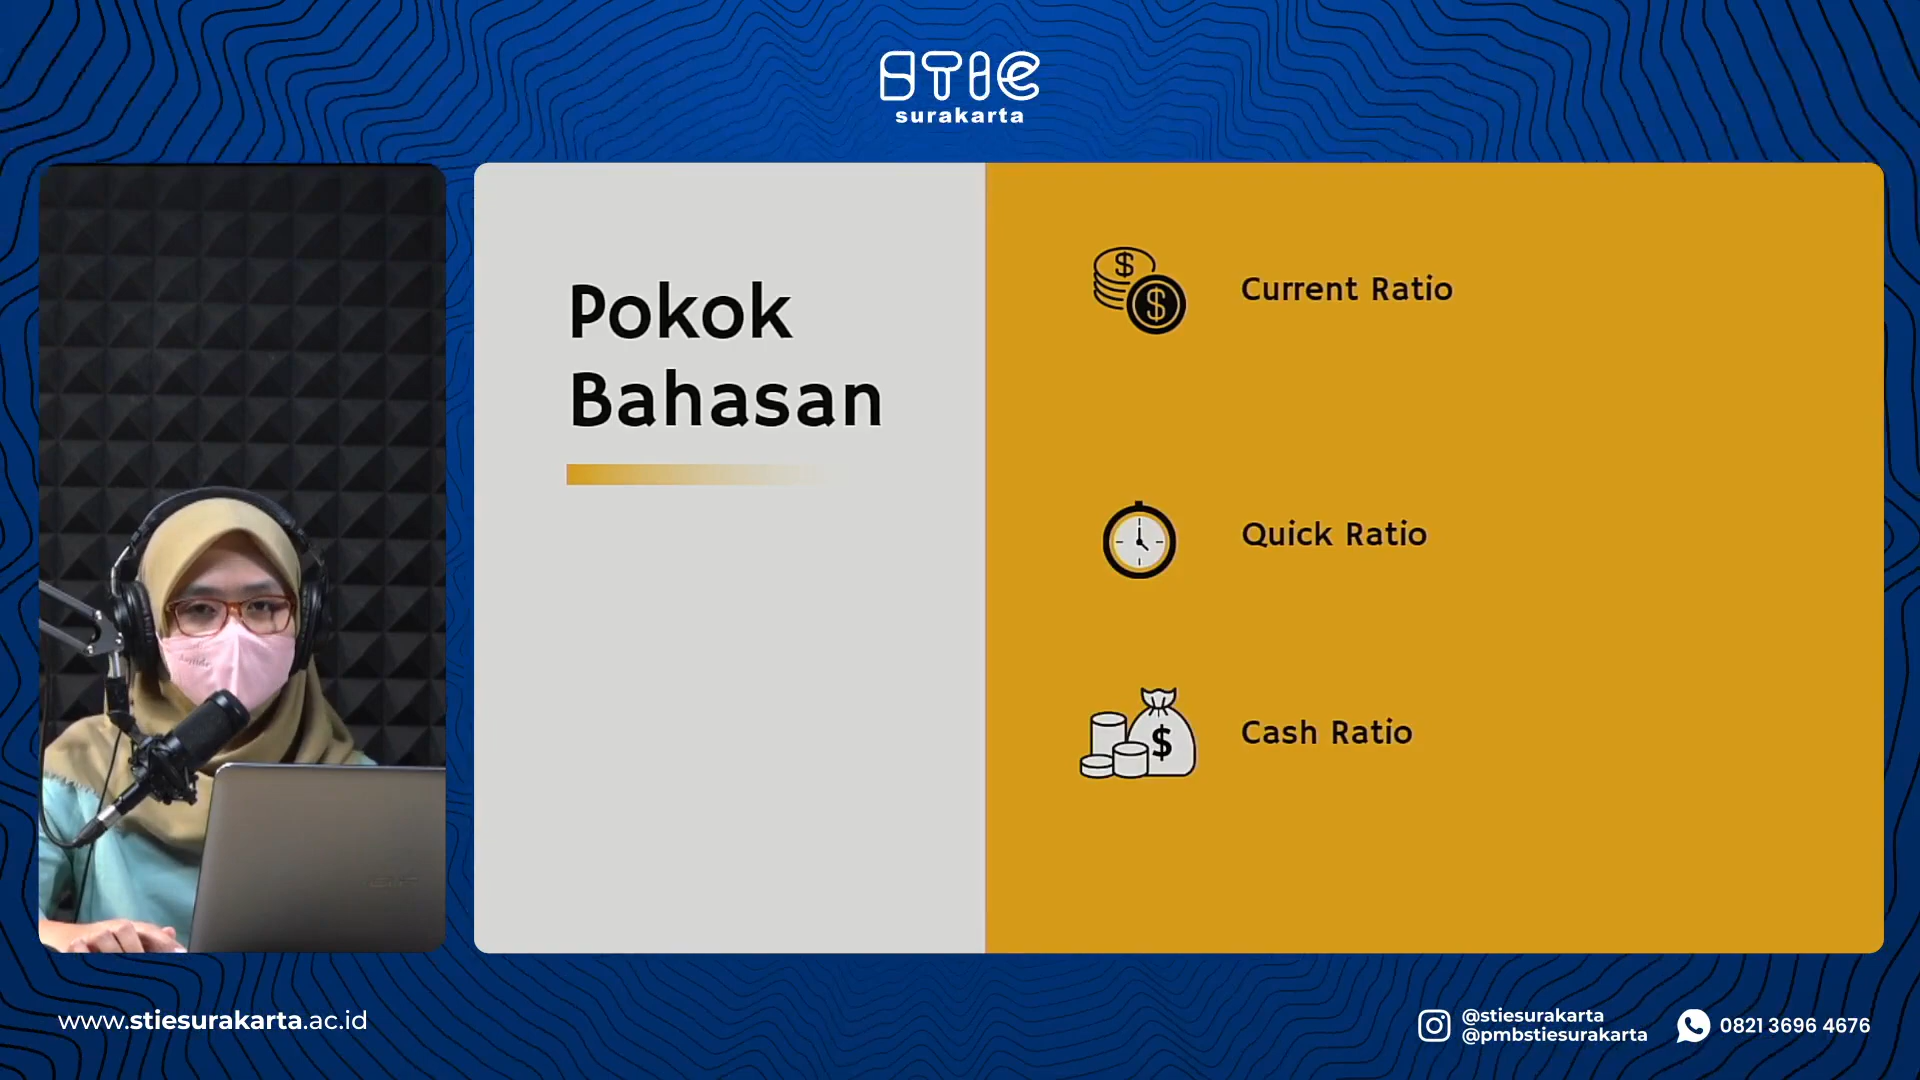 STIE
surakarta
Pokok
Bahasan
$
$
Current Ratio
Quick Ratio
$
Cash Ratio
www.stiesurakarta.ac.id
@stiesurakarta
@pmbstiesurakarta
0821 3696 4676